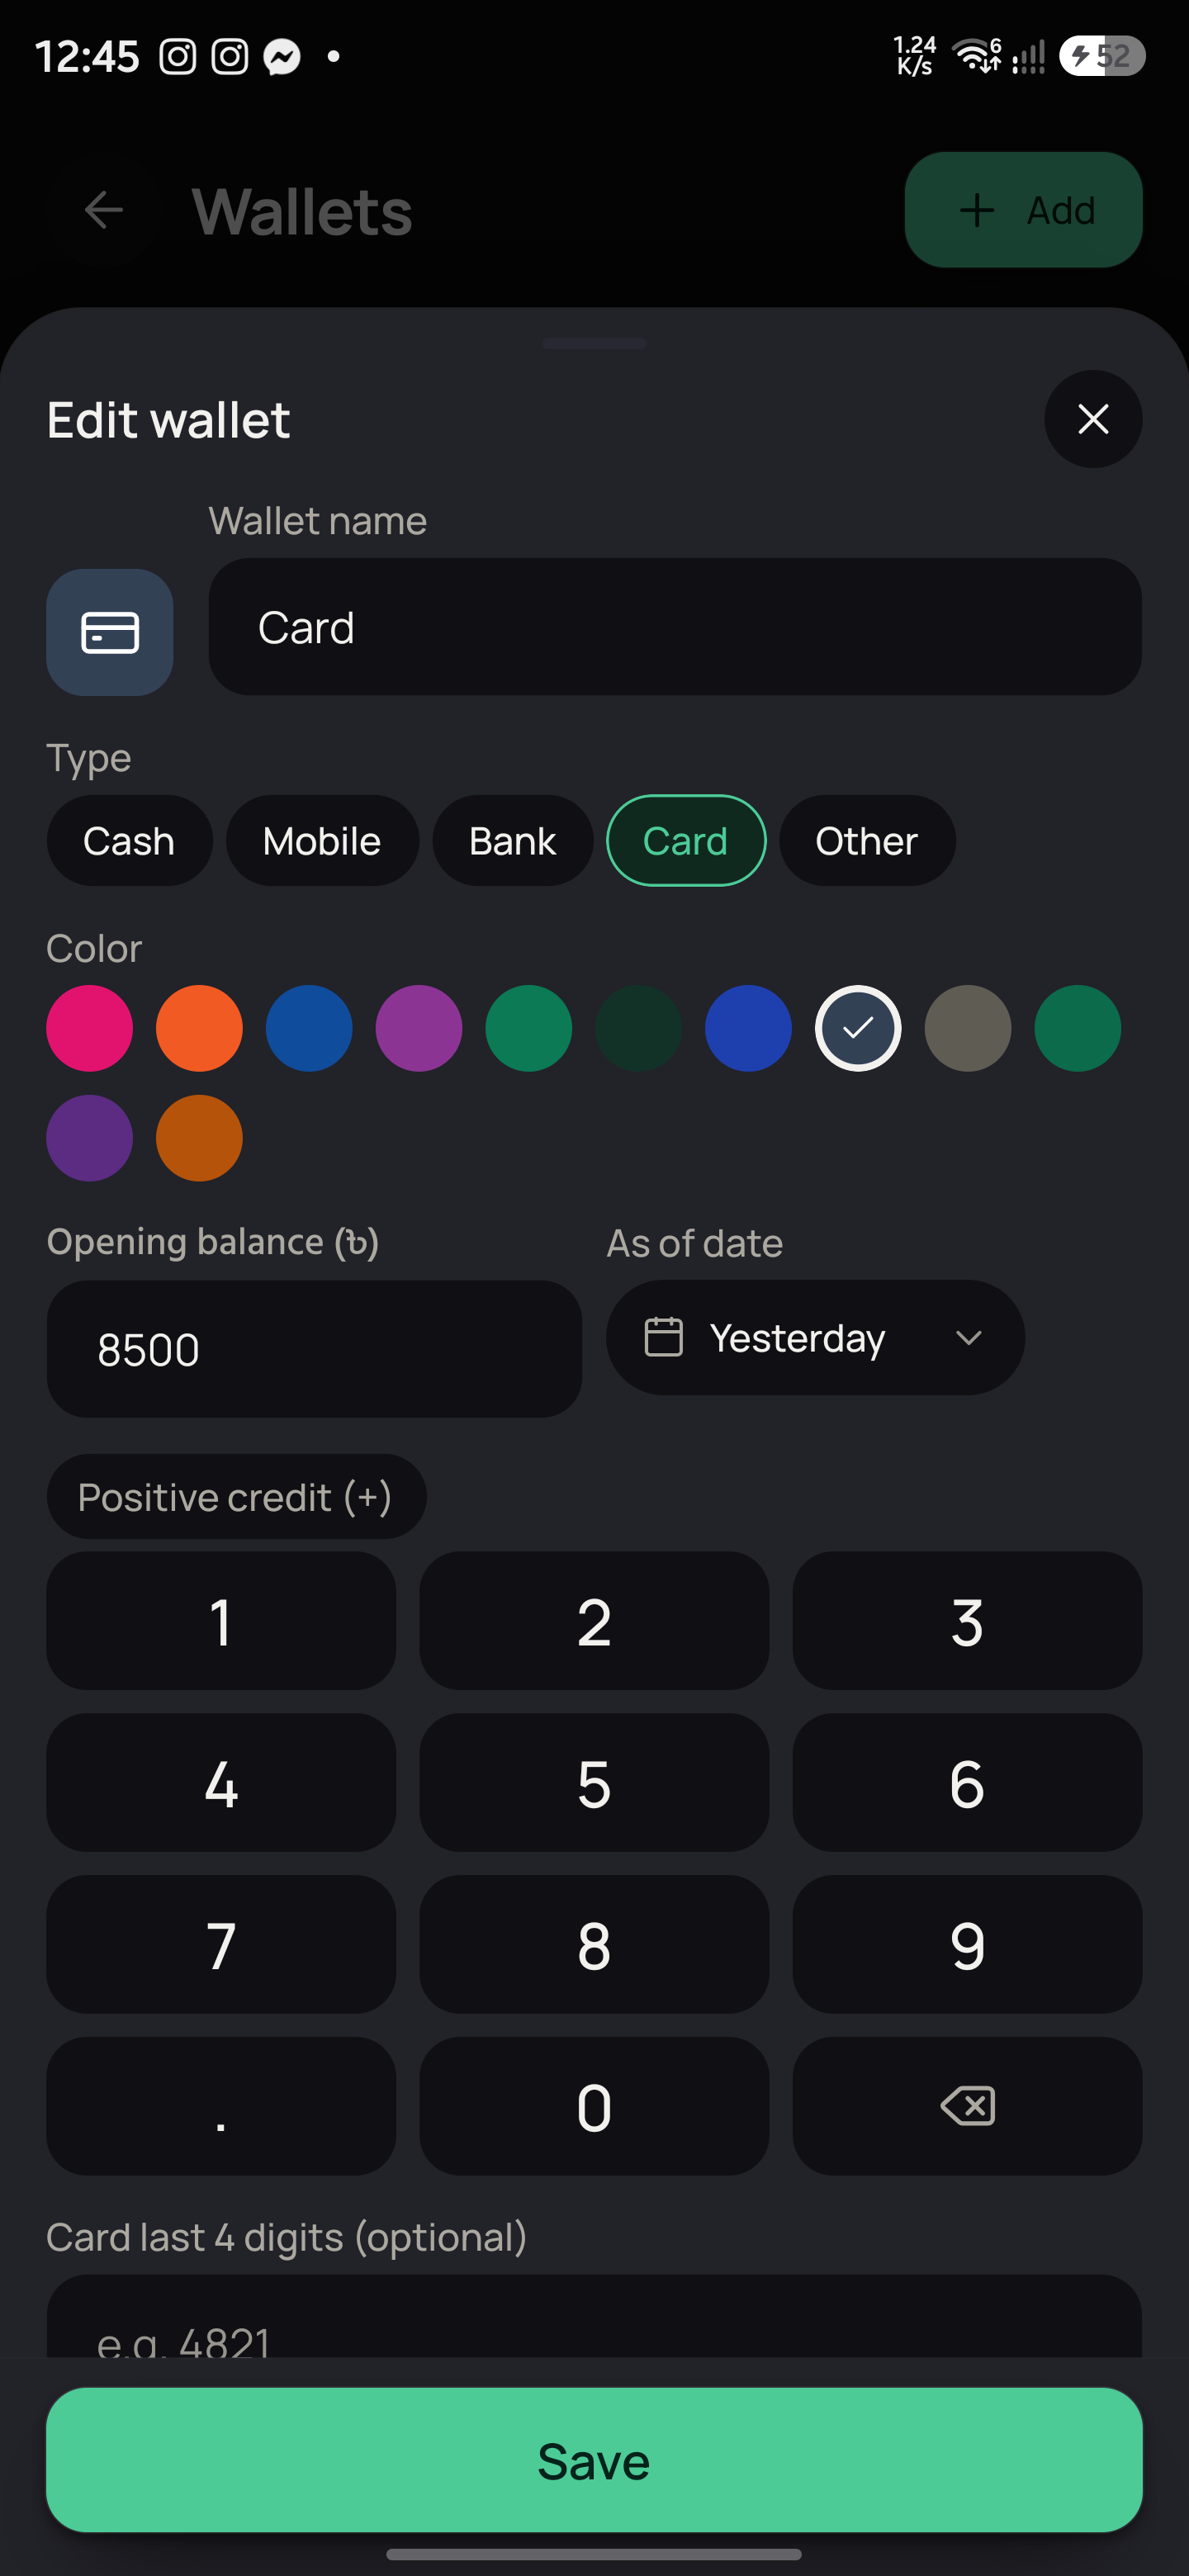 12:45
1.24
K/s
6
52
Wallets
+ Add
Edit wallet
Wallet name
Card
Type
Cash Mobile Bank Card Other
Color
Opening balance (৳) As of date
8500 Yesterday
Positive credit (+)
1 2 3
4 5 6
7 8 9
. 0
Card last 4 digits (optional)
e.g. 4821
Save